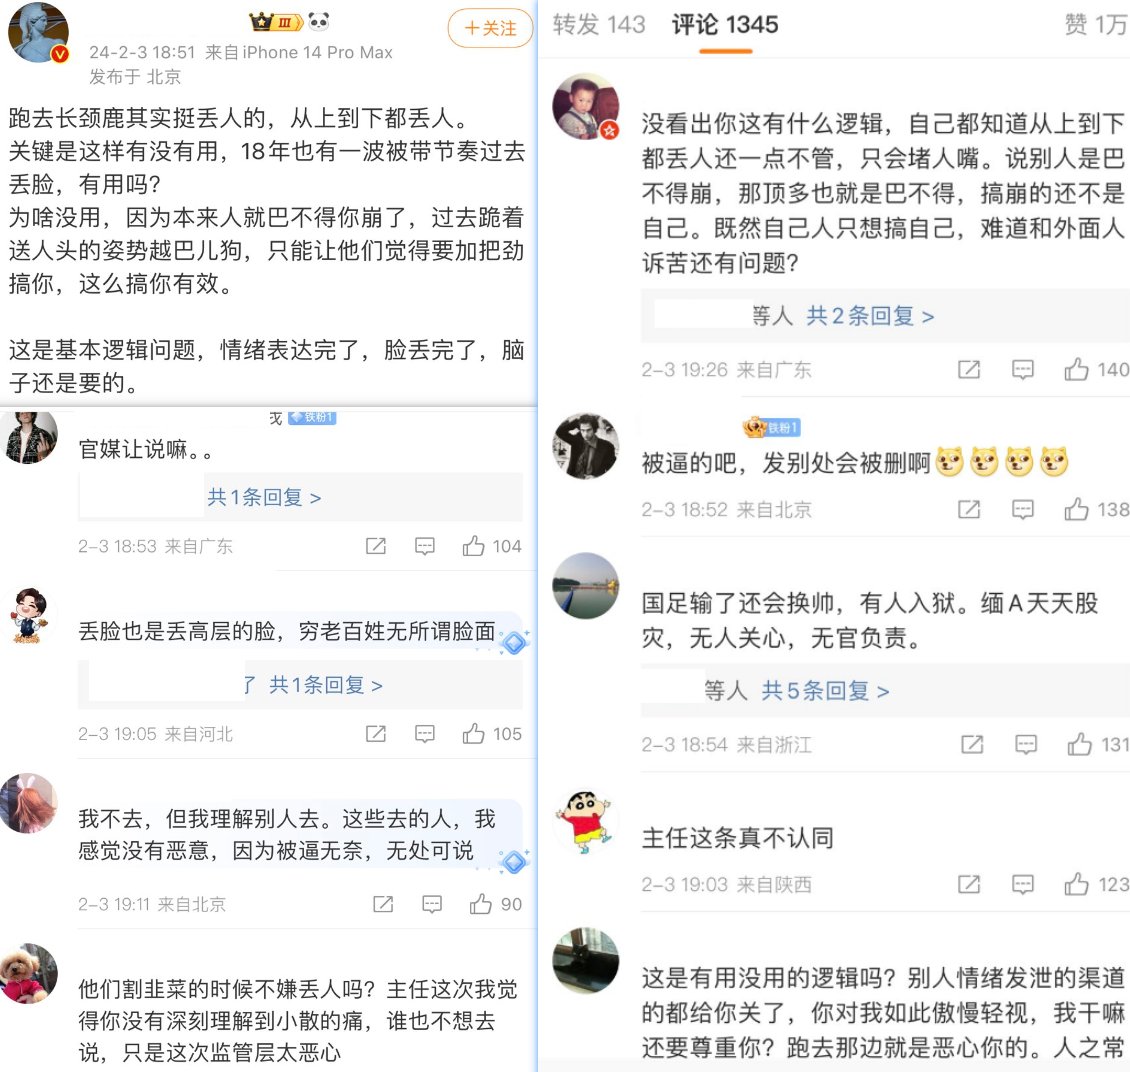 III
+关注
24-2-3 18:51 来自 iPhone 14 Pro Max
发布于 北京
跑去长颈鹿其实挺丢人的，从上到下都丢人。
关键是这样有没有用，18年也有一波被带节奏过去
丢脸，有用吗？
为啥没用，因为本来人就巴不得你崩了，过去跪着
送人头的姿势越巴儿狗，只能让他们觉得要加把劲
搞你，这么搞你有效。
这是基本逻辑问题，情绪表达完了，脸丢完了，脑
子还是要的。
铁粉1
官媒让说嘛。。
共1条回复 >
2-3 18:53 来自广东
104
丢脸也是丢高层的脸，穷老百姓无所谓脸面
了 共1条回复 >
2-3 19:05 来自河北
105
我不去，但我理解别人去。这些去的人，我
感觉没有恶意，因为被逼无奈，无处可说
2-3 19:11 来自北京
90
他们割韭菜的时候不嫌丢人吗？主任这次我觉
得你没有深刻理解到小散的痛，谁也不想去
说，只是这次监管层太恶心
转发 143 评论 1345 赞 1万
没看出你这有什么逻辑，自己都知道从上到下
都丢人还一点不管，只会堵人嘴。说别人是巴
不得崩，那顶多也就是巴不得，搞崩的还不是
自己。既然自己人只想搞自己，难道和外面人
诉苦还有问题？
等人 共2条回复 >
2-3 19:26 来自广东
140
铁粉1
被逼的吧，发别处会被删啊
2-3 18:52 来自北京
138
国足输了还会换帅，有人入狱。缅A天天股
灾，无人关心，无官负责。
等人 共5条回复 >
2-3 18:54 来自浙江
131
主任这条真不认同
2-3 19:03 来自陕西
123
这是有用没用的逻辑吗？别人情绪发泄的渠道
的都给你关了，你对我如此傲慢轻视，我干嘛
还要尊重你？跑去那边就是恶心你的。人之常